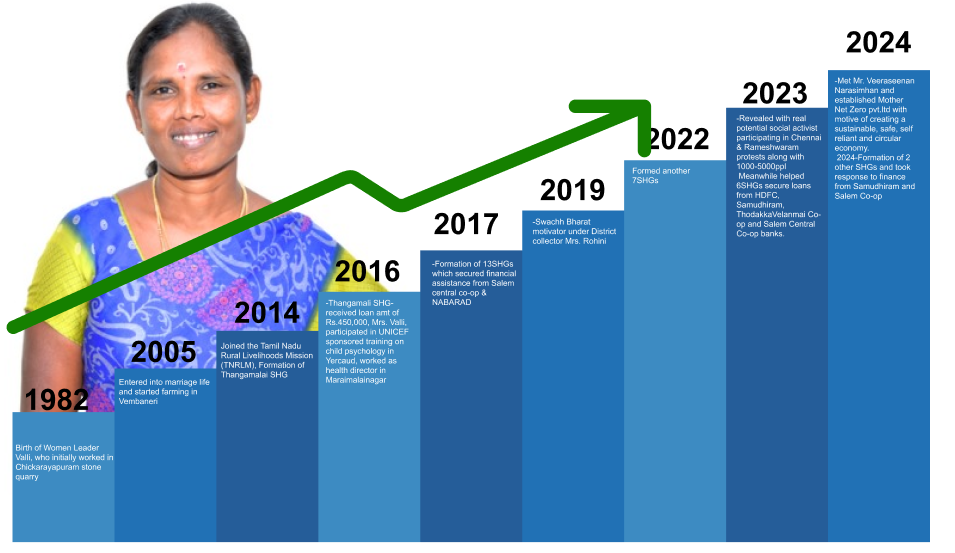 1982
Birth of Women Leader
Valli, who initially worked in
Chickarayapuram stone
quarry
2005
Entered into marriage life
and started farming in
Vembaneri
2014
Joined the Tamil Nadu
Rural Livelihoods Mission
(TNRLM), Formation of
Thangamalai SHG
2016
-Thangamali SHG-
received loan amt of
Rs.450,000, Mrs. Valli,
participated in UNICEF
sponsored training on
child psychology in
Yercaud, worked as
health director in
Maraimalainagar
2017
-Formation of 13SHGs
which secured financial
assistance from Salem
central co-op &
NABARAD
2019
-Swachh Bharat
motivator under District
collector Mrs. Rohini
2022
Formed another
7SHGs
2023
-Revealed with real
potential social activist
participating in Chennai
& Rameshwaram
protests along with
1000-5000ppl
Meanwhile helped
6SHGs secure loans
from HDFC,
Samudhiram,
ThodakkaVelanmai Co-
op and Salem Central
Co-op banks.
2024
-Met Mr. Veeraseenan
Narasimhan and
established Mother
Net Zero pvt.ltd with
motive of creating a
sustainable, safe, self
reliant and circular
economy.
2024-Formation of 2
other SHGs and took
response to finance
from Samudhiram and
Salem Co-op